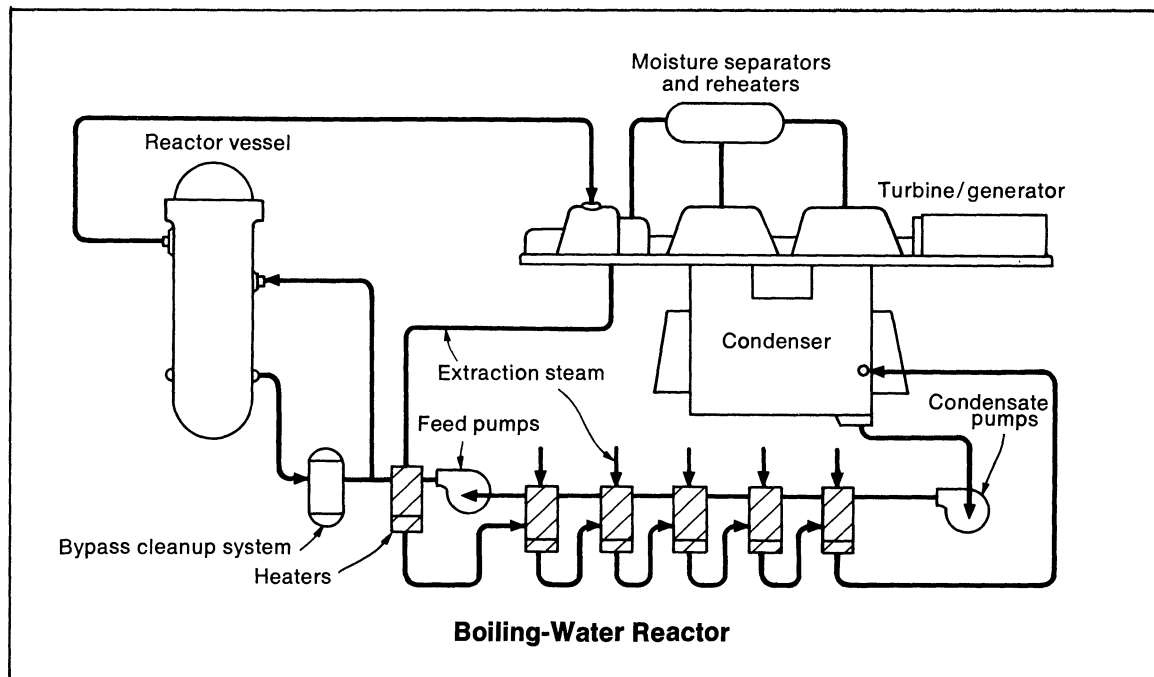 Moisture separators
and reheaters
Reactor vessel
Turbine/generator
Condenser
Extraction steam
Condensate
pumps
Feed pumps
Bypass cleanup system
Heaters
Boiling-Water Reactor